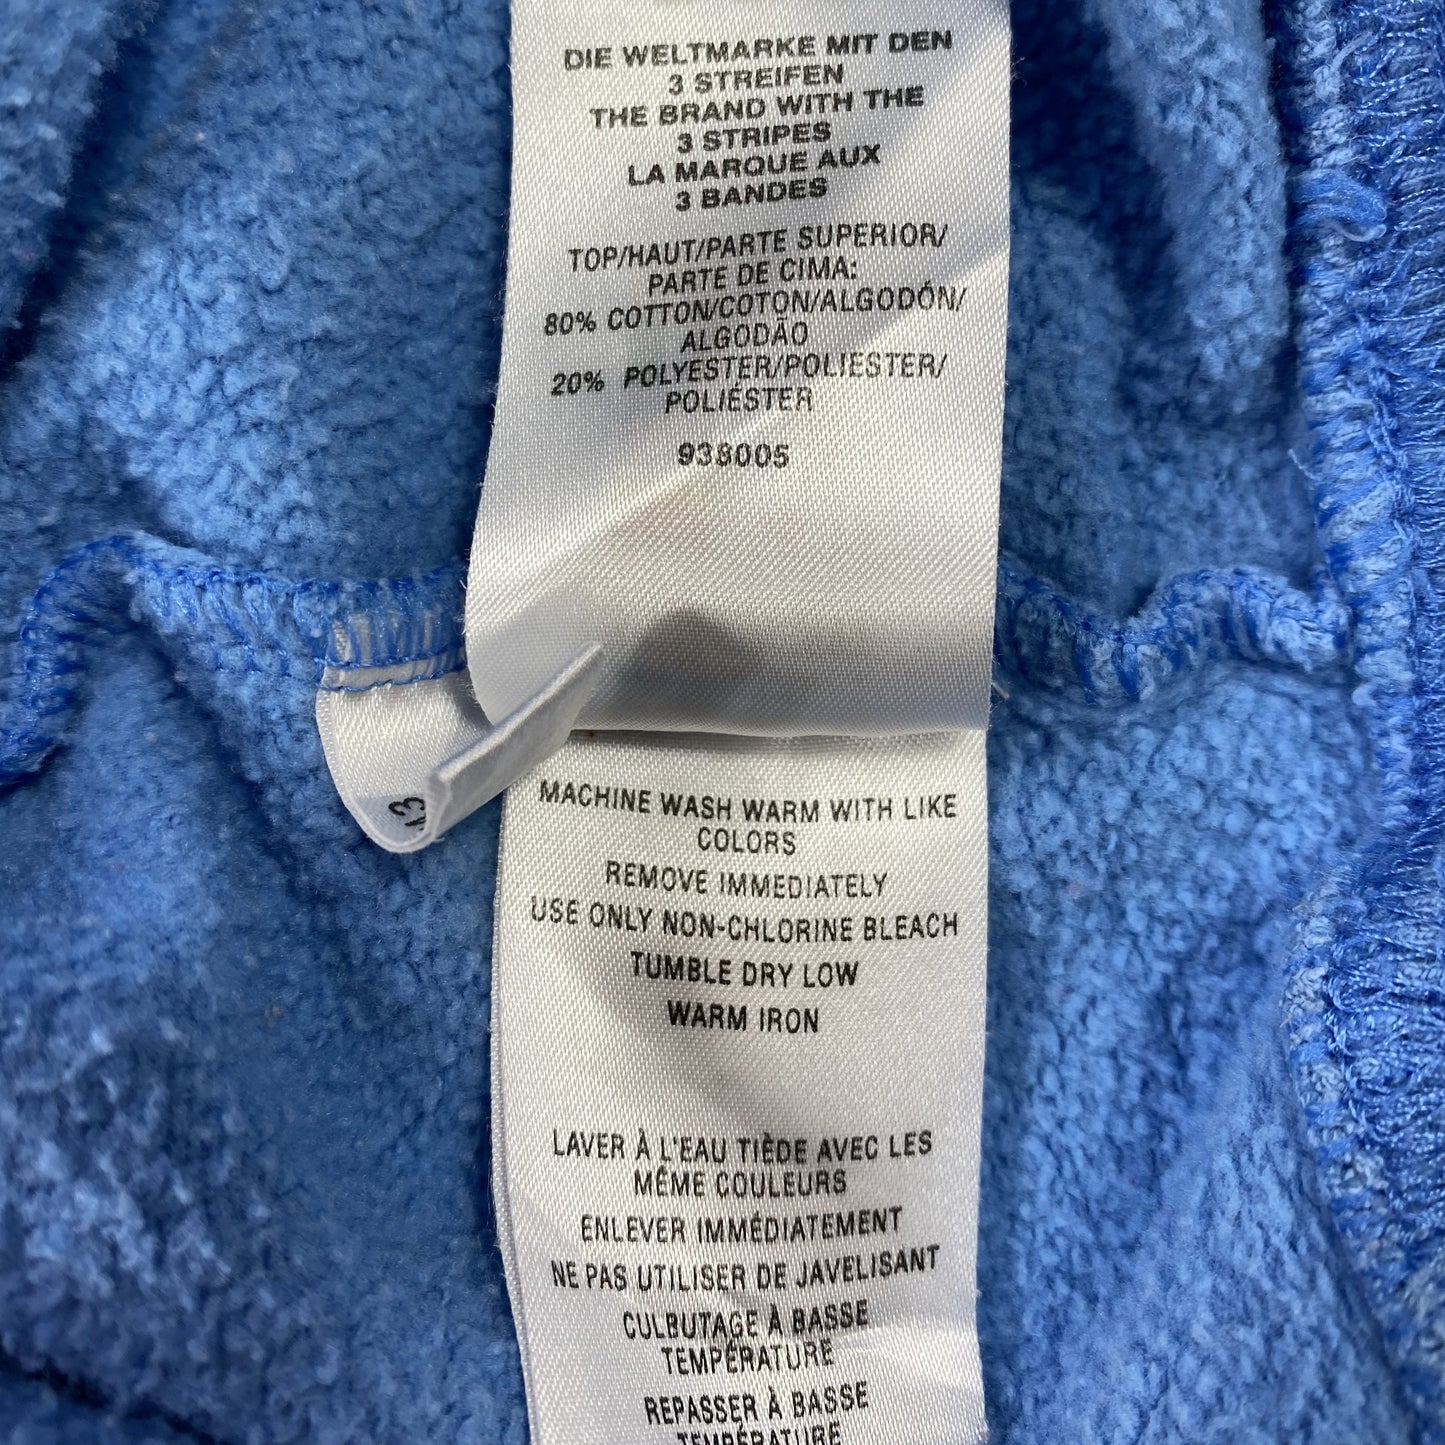 DIE WELTMARKE MIT DEN
3 STREIFEN
THE BRAND WITH THE
3 STRIPES
LA MARQUE AUX
3 BANDES
TOP/HAUT/PARTE SUPERIOR/
PARTE DE CIMA:
80% COTTON/COTON/ALGODÓN/
ALGODÃO
20% POLYESTER/POLIESTER/
POLIÉSTER
938005
MACHINE WASH WARM WITH LIKE
COLORS
REMOVE IMMEDIATELY
USE ONLY NON-CHLORINE BLEACH
TUMBLE DRY LOW
WARM IRON
LAVER À L'EAU TIÈDE AVEC LES
MÉME COULEURS
ENLEVER IMMÉDIATEMENT
NE PAS UTILISER DE JAVELISANT
CULBUTAGE À BASSE
TEMPÉRATURE
REPASSER À BASSE
TEMPÉRATURE